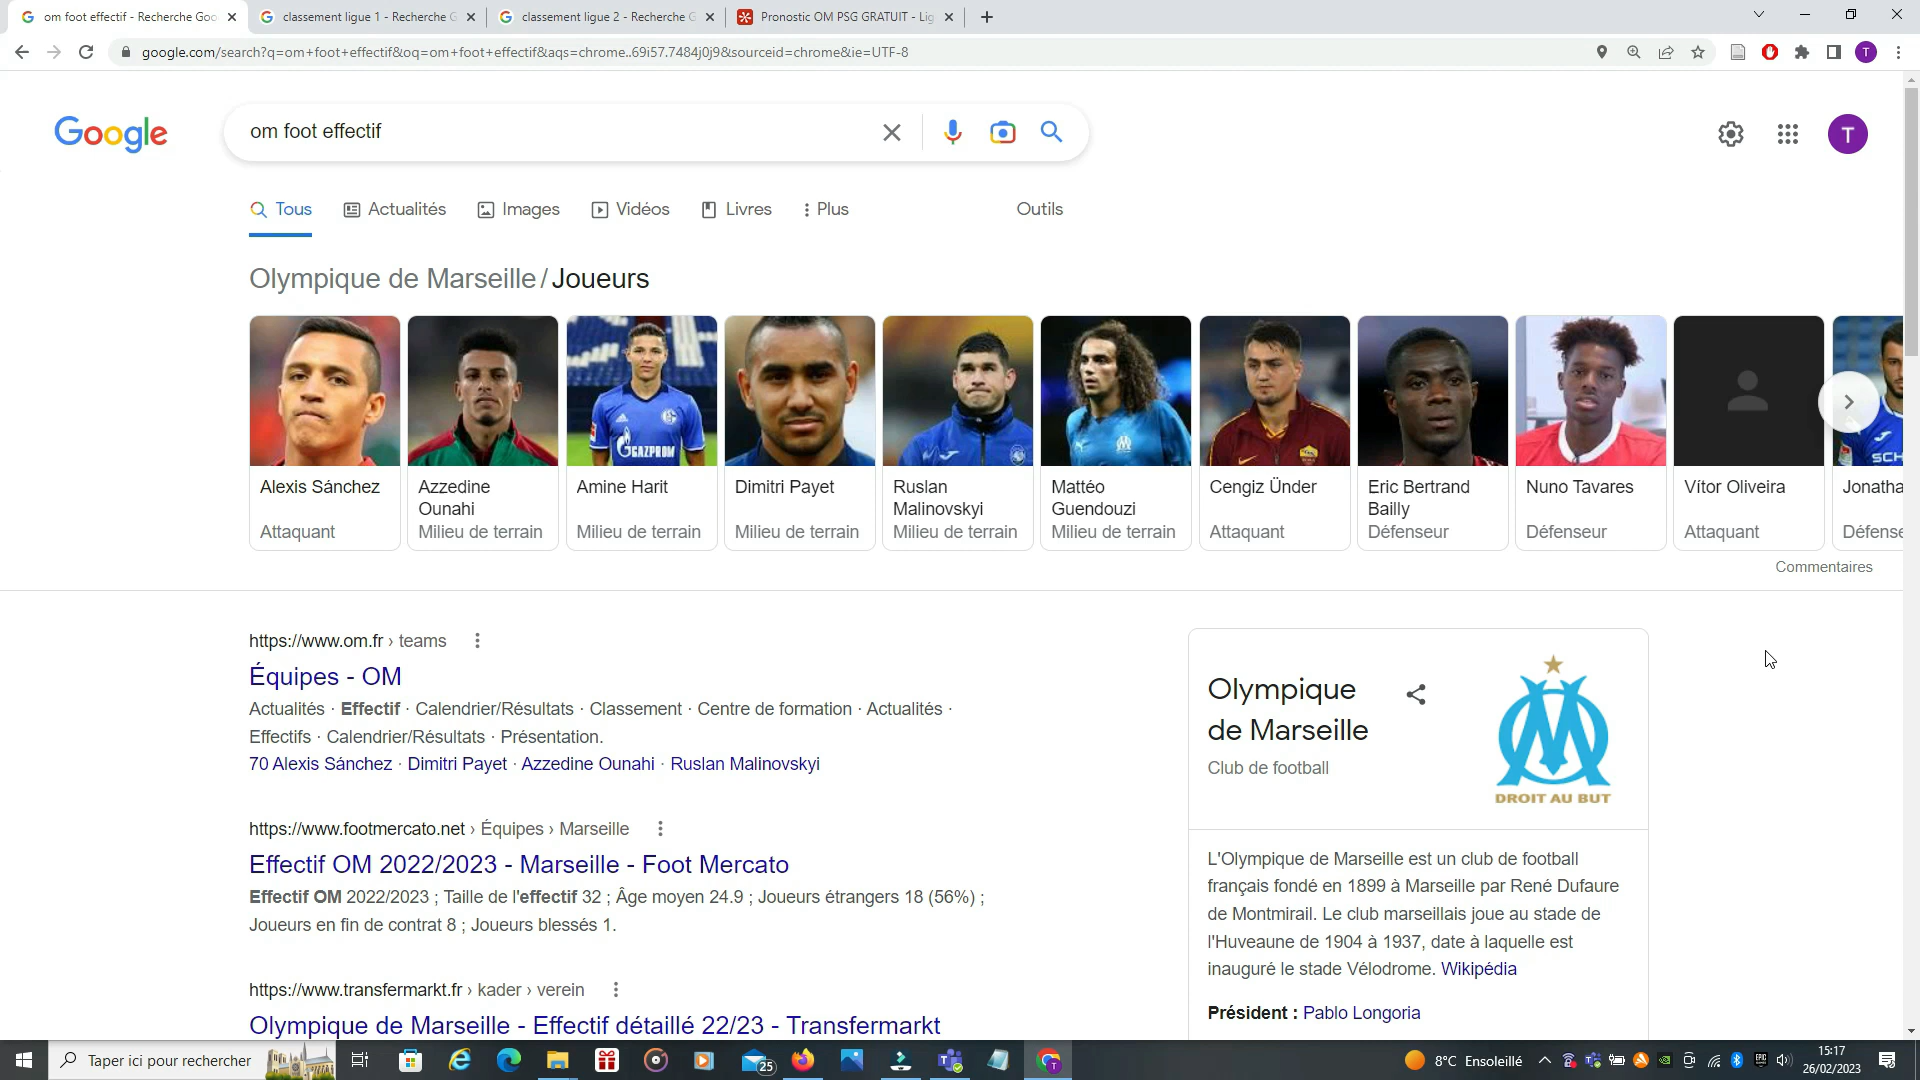 om foot effectif - Recherche Goo
classement ligue 1 - Recherche G
classement ligue 2 - Recherche G
Pronostic OM PSG GRATUIT - Lig
google.com/search?q=om+foot+effectif&oq=om+foot+effectif&aqs=chrome..69i57.7484j0j9&sourceid=chrome&ie=UTF-8
T
Google
om foot effectif
T
Tous
Actualités
Images
Vidéos
Livres
Plus
Outils
Olympique de Marseille / Joueurs
GAZPROM
SCH
Alexis Sánchez
Attaquant
Azzedine
Ounahi
Milieu de terrain
Amine Harit
Milieu de terrain
Dimitri Payet
Milieu de terrain
Ruslan
Malinovskyi
Milieu de terrain
Mattéo
Guendouzi
Milieu de terrain
Cengiz Ünder
Attaquant
Eric Bertrand
Bailly
Défenseur
Nuno Tavares
Défenseur
Vítor Oliveira
Attaquant
Jonatha
Défense
Commentaires
https://www.om.fr › teams
Équipes - OM
Actualités · Effectif · Calendrier/Résultats · Classement · Centre de formation · Actualités ·
Effectifs · Calendrier/Résultats · Présentation.
70 Alexis Sánchez · Dimitri Payet · Azzedine Ounahi · Ruslan Malinovskyi
https://www.footmercato.net › Équipes › Marseille
Effectif OM 2022/2023 - Marseille - Foot Mercato
Effectif OM 2022/2023 ; Taille de l'effectif 32 ; Âge moyen 24.9 ; Joueurs étrangers 18 (56%) ;
Joueurs en fin de contrat 8 ; Joueurs blessés 1.
https://www.transfermarkt.fr › kader › verein
Olympique de Marseille - Effectif détaillé 22/23 - Transfermarkt
Olympique
de Marseille
Club de football
DROIT AU BUT
L'Olympique de Marseille est un club de football
français fondé en 1899 à Marseille par René Dufaure
de Montmirail. Le club marseillais joue au stade de
l'Huveaune de 1904 à 1937, date à laquelle est
inauguré le stade Vélodrome. Wikipédia
Président : Pablo Longoria
Taper ici pour rechercher
25
8°C Ensoleillé
15:17
26/02/2023